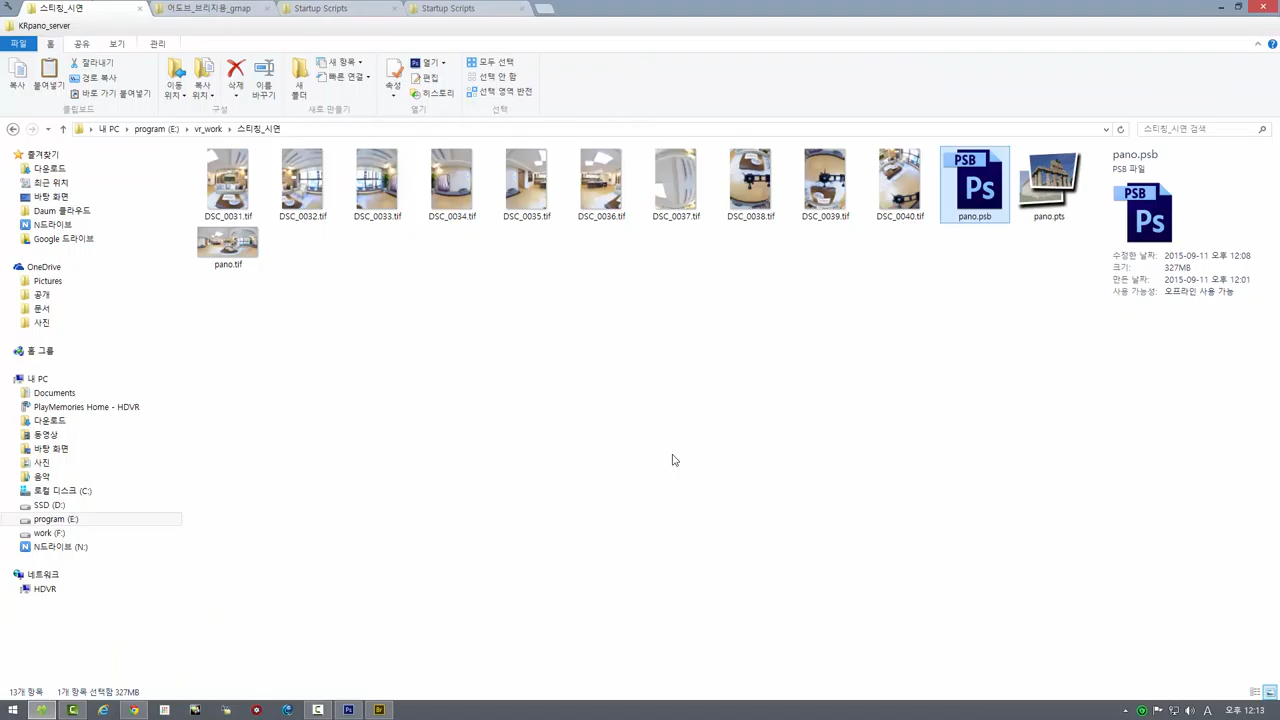 스티칭_시연
어도브_브리지용_gmap
Startup Scripts
Startup Scripts
KRpano_server
파일
홈
공유
보기
관리
복사
붙여넣기
잘라내기
경로 복사
바로 가기 붙여넣기
클립보드
이동 위치
복사 위치
삭제
이름 바꾸기
구성
새 폴더
새 항목
빠른 연결
새로 만들기
속성
열기
편집
히스토리
열기
모두 선택
선택 안 함
선택 영역 반전
선택
내 PC
program (E:)
vr_work
스티칭_시연
스티칭_시연 검색
즐겨찾기
다운로드
최근 위치
바탕 화면
Daum 클라우드
N드라이브
Google 드라이브
OneDrive
Pictures
공개
문서
사진
홈 그룹
내 PC
Documents
PlayMemories Home - HDVR
다운로드
동영상
바탕 화면
사진
음악
로컬 디스크 (C:)
SSD (D:)
program (E:)
work (F:)
N드라이브 (N:)
네트워크
HDVR
DSC_0031.tif
DSC_0032.tif
DSC_0033.tif
DSC_0034.tif
DSC_0035.tif
DSC_0036.tif
DSC_0037.tif
DSC_0038.tif
DSC_0039.tif
DSC_0040.tif
PSB
Ps
pano.psb
pano.pts
pano.tif
pano.psb
PSB 파일
PSB
Ps
수정한 날짜: 2015-09-11 오후 12:08
크기: 327MB
만든 날짜: 2015-09-11 오후 12:01
사용 가능성: 오프라인 사용 가능
13개 항목
1개 항목 선택함 327MB
Ps
Br
A
오후 12:13